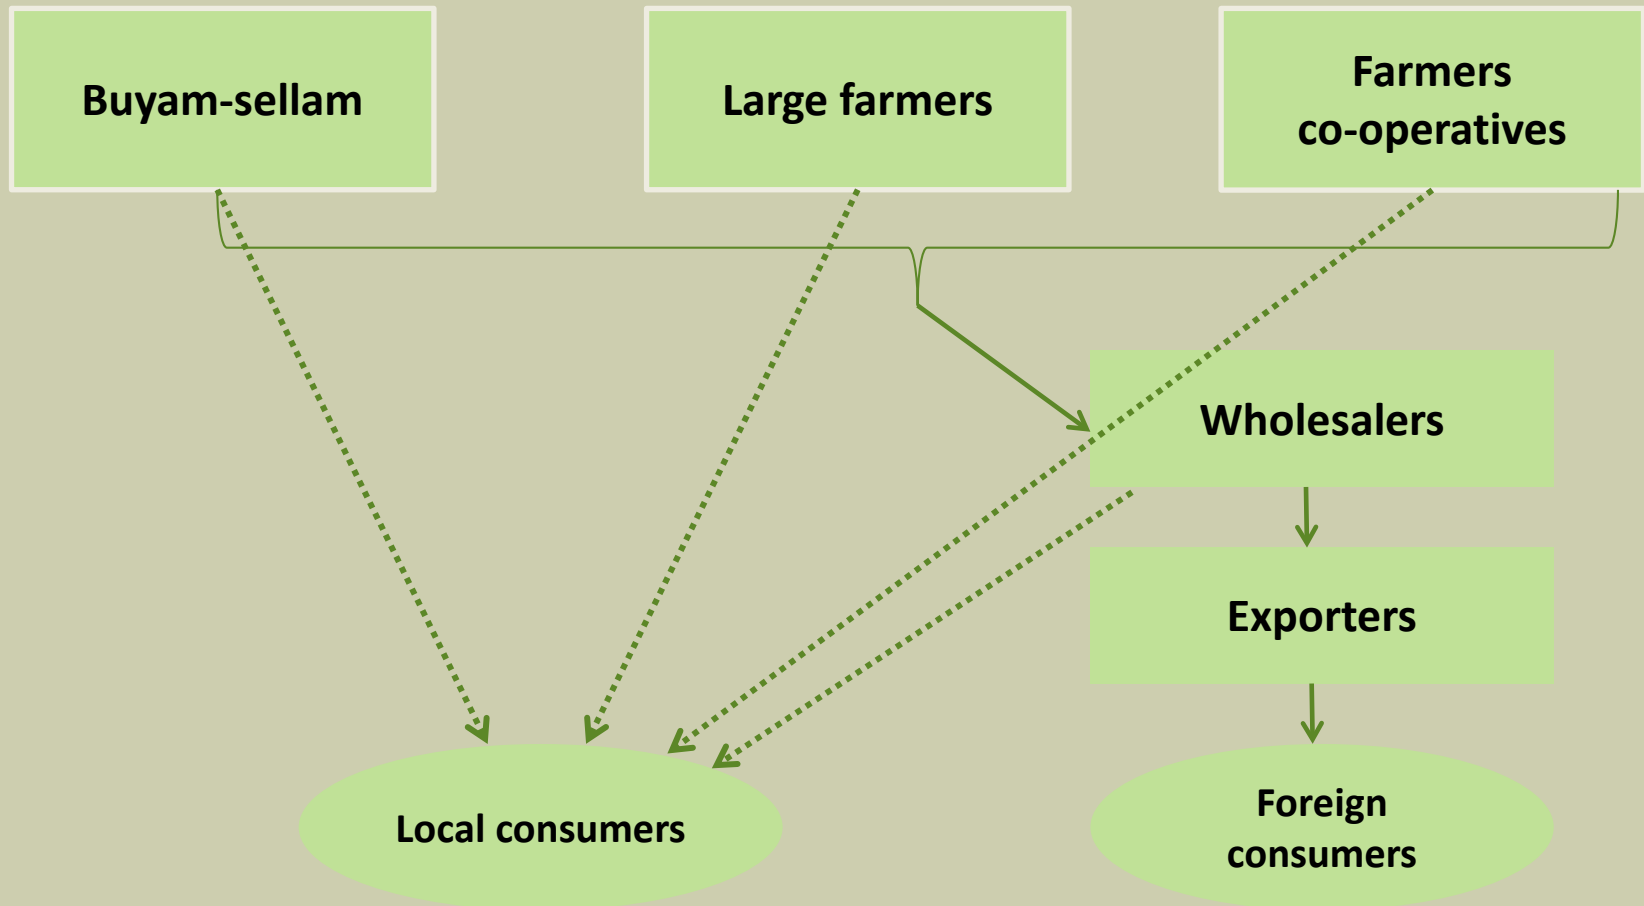 Buyam-sellam
Large farmers
Farmers
co-operatives
Wholesalers
Exporters
Local consumers
Foreign
consumers